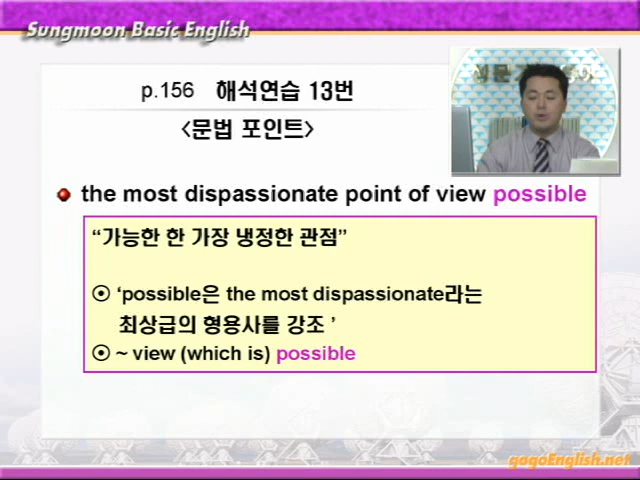 Sungmoon Basic English
p.156 해석연습 13번
<문법 포인트>
the most dispassionate point of view possible
“가능한 한 가장 냉정한 관점”
⊙ ‘possible은 the most dispassionate라는
최상급의 형용사를 강조 ’
⊙ ~ view (which is) possible
gogoEnglish.net